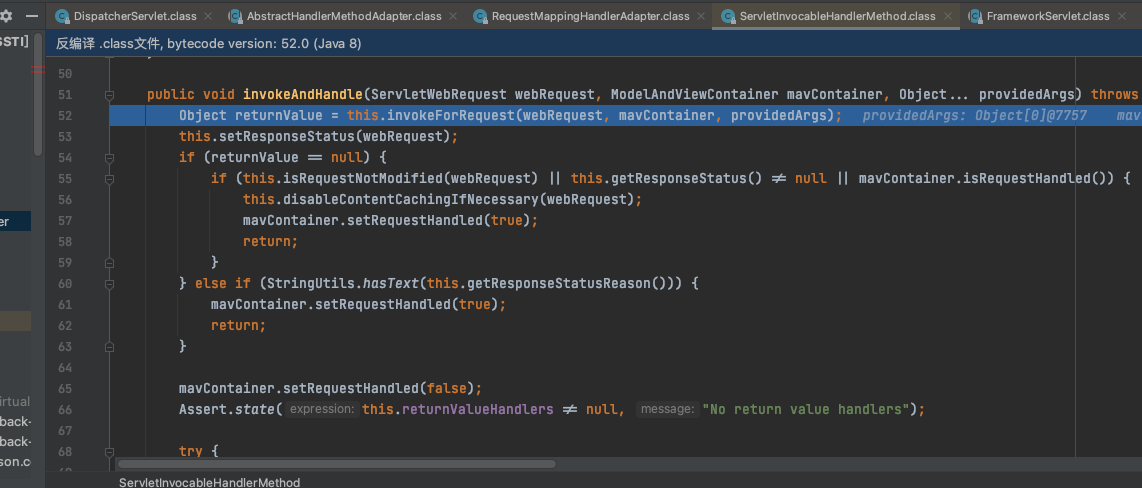 DispatcherServlet.class × AbstractHandlerMethodAdapter.class × RequestMappingHandlerAdapter.class × ServletInvocableHandlerMethod.class × FrameworkServlet.class ×
SSTI]
反编译 .class文件, bytecode version: 52.0 (Java 8)
50
51 public void invokeAndHandle(ServletWebRequest webRequest, ModelAndViewContainer mavContainer, Object... providedArgs) throws
52 Object returnValue = this.invokeForRequest(webRequest, mavContainer, providedArgs); providedArgs: Object[0]@7757 mav
53 this.setResponseStatus(webRequest);
54 if (returnValue == null) {
55 if (this.isRequestNotModified(webRequest) || this.getResponseStatus() != null || mavContainer.isRequestHandled()) {
56 this.disableContentCachingIfNecessary(webRequest);
57 mavContainer.setRequestHandled(true);
er
58 return;
59 }
60 } else if (StringUtils.hasText(this.getResponseStatusReason())) {
61 mavContainer.setRequestHandled(true);
62 return;
63 }
64
65 mavContainer.setRequestHandled(false);
irtual
66 Assert.state( expression: this.returnValueHandlers != null, message: "No return value handlers");
back-
67
back-
68 try {
son.c
ServletInvocableHandlerMethod